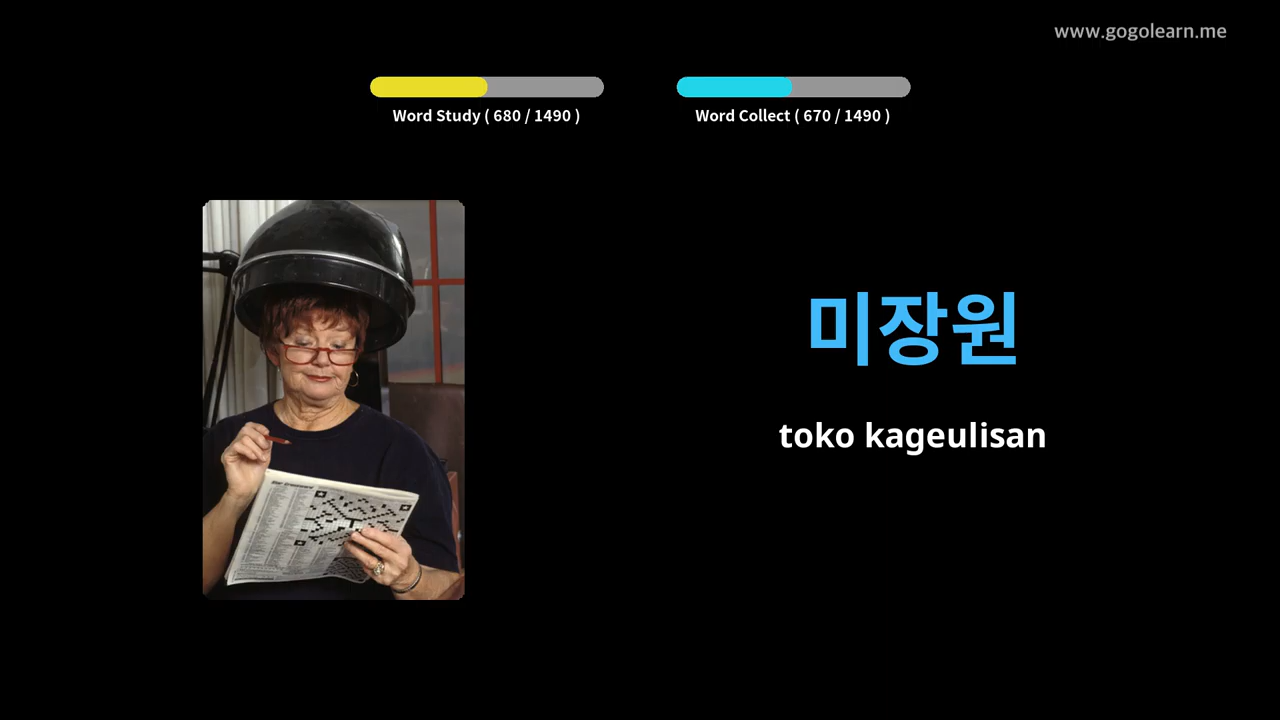 www.gogolearn.me
Word Study ( 680 / 1490 )
Word Collect ( 670 / 1490 )
미장원
toko kageulisan